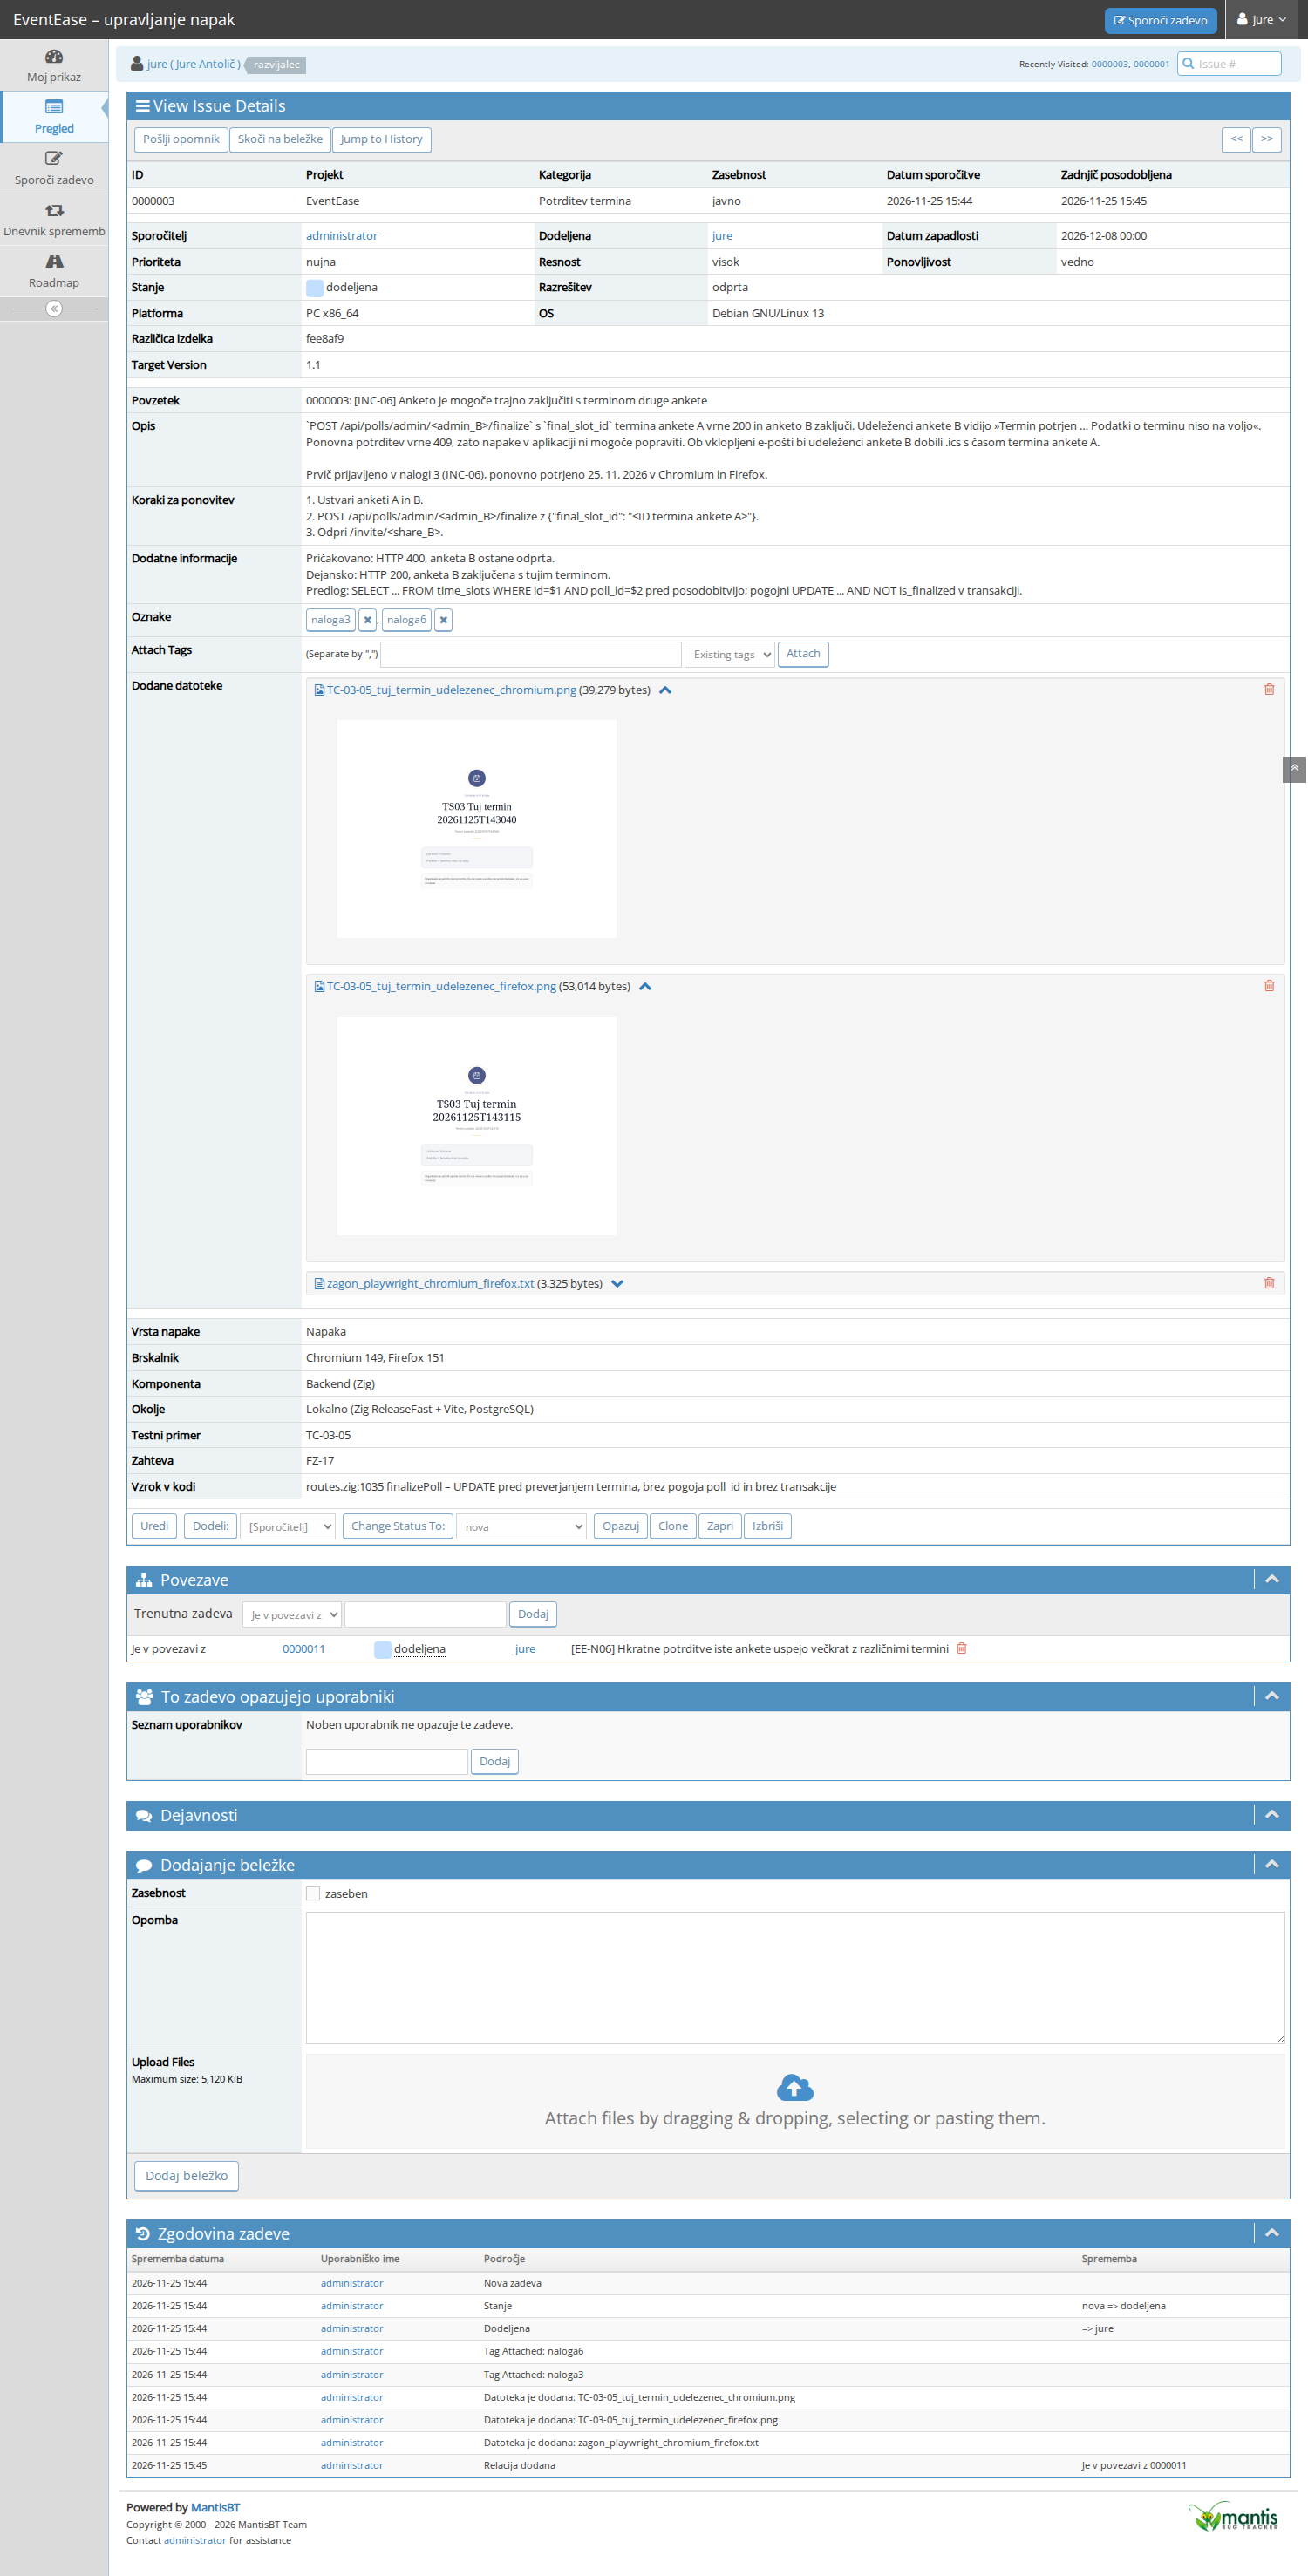 EventEase – upravljanje napak
Sporoči zadevo
jure
Moj prikaz
Pregled
Sporoči zadevo
Dnevnik sprememb
Roadmap
jure ( Jure Antolič )
razvijalec
Recently Visited: 0000003, 0000001
Issue #
View Issue Details
Pošlji opomnik Skoči na beležke Jump to History << >>
ID Projekt Kategorija Zasebnost Datum sporočitve Zadnjič posodobljena
0000003 EventEase Potrditev termina javno 2026-11-25 15:44 2026-11-25 15:45
Sporočitelj administrator Dodeljena jure Datum zapadlosti 2026-12-08 00:00
Prioriteta nujna Resnost visok Ponovljivost vedno
Stanje dodeljena Razrešitev odprta
Platforma PC x86_64 OS Debian GNU/Linux 13
Različica izdelka fee8af9
Target Version 1.1
Povzetek 0000003: [INC-06] Anketo je mogoče trajno zaključiti s terminom druge ankete
Opis `POST /api/polls/admin/<admin_B>/finalize` s `final_slot_id` termina ankete A vrne 200 in anketo B zaključi. Udeleženci ankete B vidijo »Termin potrjen ... Podatki o terminu niso na voljo«.
Ponovna potrditev vrne 409, zato napake v aplikaciji ni mogoče popraviti. Ob vklopljeni e-pošti bi udeleženci ankete B dobili .ics s časom termina ankete A.
Prvič prijavljeno v nalogi 3 (INC-06), ponovno potrjeno 25. 11. 2026 v Chromium in Firefox.
Koraki za ponovitev 1. Ustvari anketi A in B.
2. POST /api/polls/admin/<admin_B>/finalize z {"final_slot_id": "<ID termina ankete A>"}.
3. Odpri /invite/<share_B>.
Dodatne informacije Pričakovano: HTTP 400, anketa B ostane odprta.
Dejansko: HTTP 200, anketa B zaključena s tujim terminom.
Predlog: SELECT ... FROM time_slots WHERE id=$1 AND poll_id=$2 pred posodobitvijo; pogojni UPDATE ... AND NOT is_finalized v transakciji.
Oznake naloga3 , naloga6
Attach Tags (Separate by ",") Existing tags Attach
Dodane datoteke TC-03-05_tuj_termin_udelezenec_chromium.png (39,279 bytes)
TS03 Tuj termin
20261125T143040
TC-03-05_tuj_termin_udelezenec_firefox.png (53,014 bytes)
TS03 Tuj termin
20261125T143115
zagon_playwright_chromium_firefox.txt (3,325 bytes)
Vrsta napake Napaka
Brskalnik Chromium 149, Firefox 151
Komponenta Backend (Zig)
Okolje Lokalno (Zig ReleaseFast + Vite, PostgreSQL)
Testni primer TC-03-05
Zahteva FZ-17
Vzrok v kodi routes.zig:1035 finalizePoll – UPDATE pred preverjanjem termina, brez pogoja poll_id in brez transakcije
Uredi Dodeli: [Sporočitelj] Change Status To: nova Opazuj Clone Zapri Izbriši
Povezave
Trenutna zadeva Je v povezavi z Dodaj
Je v povezavi z 0000011 dodeljena jure [EE-N06] Hkratne potrditve iste ankete uspejo večkrat z različnimi termini
To zadevo opazujejo uporabniki
Seznam uporabnikov Noben uporabnik ne opazuje te zadeve.
Dodaj
Dejavnosti
Dodajanje beležke
Zasebnost zaseben
Opomba
Upload Files
Maximum size: 5,120 KiB
Attach files by dragging & dropping, selecting or pasting them.
Dodaj beležko
Zgodovina zadeve
Sprememba datuma Uporabniško ime Področje Sprememba
2026-11-25 15:44 administrator Nova zadeva
2026-11-25 15:44 administrator Stanje nova => dodeljena
2026-11-25 15:44 administrator Dodeljena => jure
2026-11-25 15:44 administrator Tag Attached: naloga6
2026-11-25 15:44 administrator Tag Attached: naloga3
2026-11-25 15:44 administrator Datoteka je dodana: TC-03-05_tuj_termin_udelezenec_chromium.png
2026-11-25 15:44 administrator Datoteka je dodana: TC-03-05_tuj_termin_udelezenec_firefox.png
2026-11-25 15:44 administrator Datoteka je dodana: zagon_playwright_chromium_firefox.txt
2026-11-25 15:45 administrator Relacija dodana Je v povezavi z 0000011
Powered by MantisBT
Copyright © 2000 - 2026 MantisBT Team
Contact administrator for assistance
mantis
BUG TRACKER